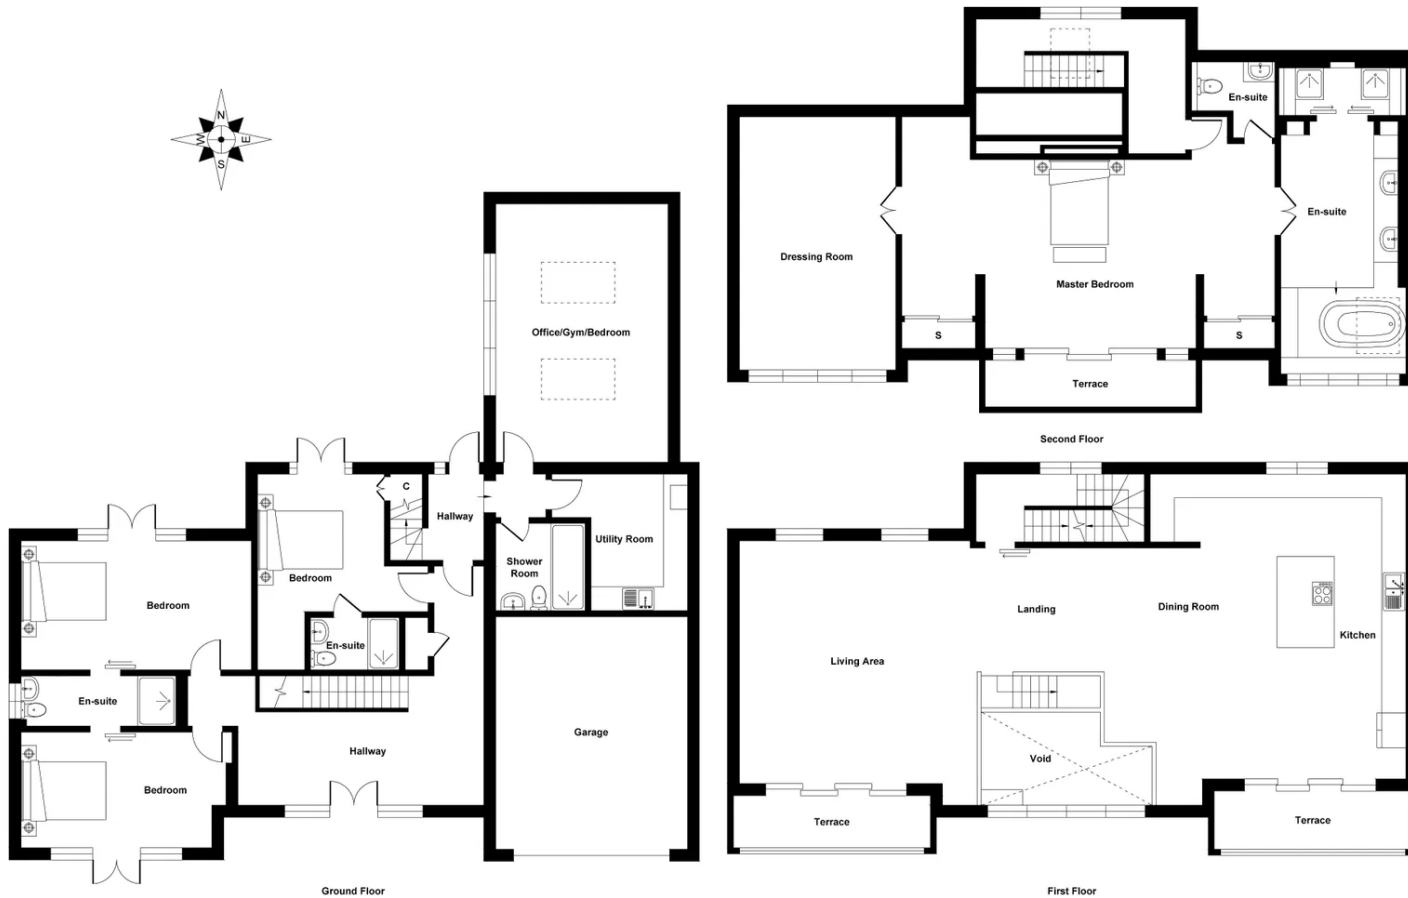 N
W
E
S
En-suite
En-suite
Dressing Room
Master Bedroom
S
S
Terrace
Second Floor
Office/Gym/Bedroom
C
Hallway
Utility Room
Shower
Room
Bedroom
Bedroom
En-suite
En-suite
Hallway
Garage
Bedroom
Ground Floor
Landing
Dining Room
Kitchen
Living Area
Void
Terrace
Terrace
First Floor